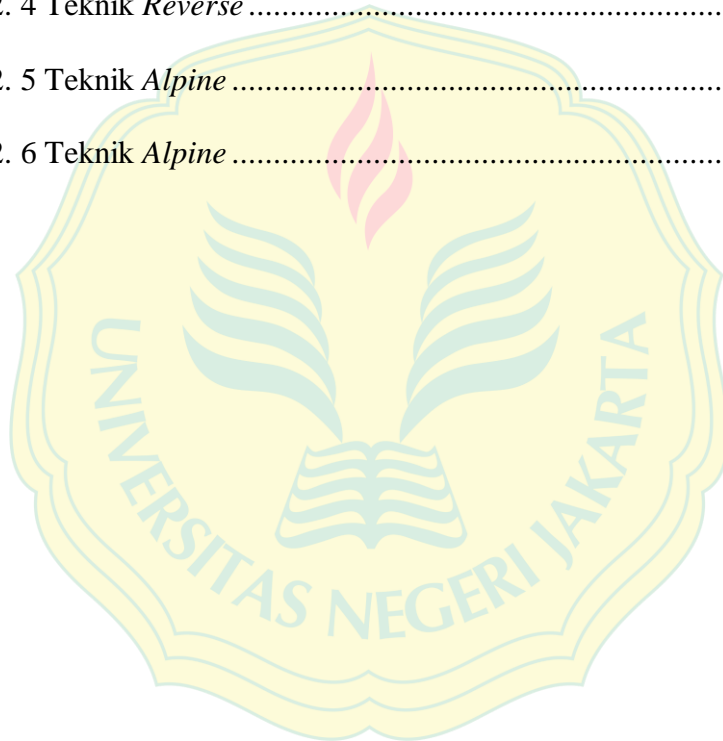 2. 4 Teknik Reverse ........................................................................
2. 5 Teknik Alpine ..........................................................................
2. 6 Teknik Alpine ..........................................................................
UNIVERSITAS NEGERI JAKARTA